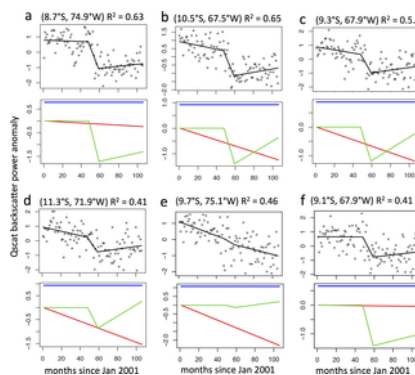 a (8.7°S, 74.9°W) R² = 0.63
b (10.5°S, 67.5°W) R² = 0.65
c (9.3°S, 67.9°W) R² = 0.5
Qscat backscatter power anomaly
d (11.3°S, 71.9°W) R² = 0.41
e (9.7°S, 75.1°W) R² = 0.46
f (9.1°S, 67.9°W) R² = 0.41
0 20 40 60 80 100
0 20 40 60 80 100
0 20 40 60 80 100
months since Jan 2001
months since Jan 2001
months since Jan 2001